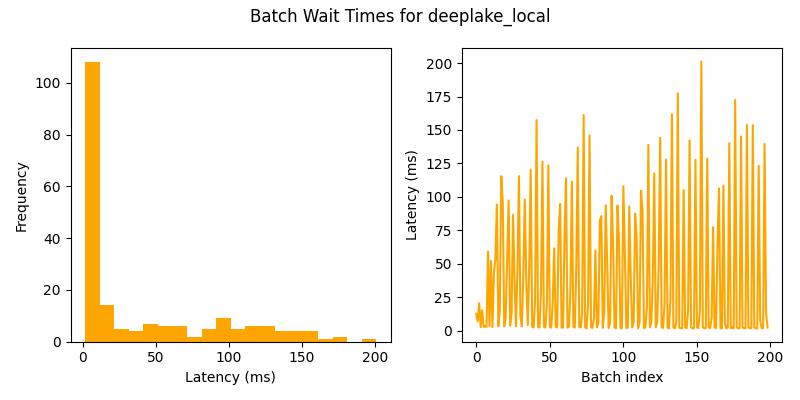 Batch Wait Times for deeplake_local
Frequency
100
80
60
40
20
0
0 50 100 150 200
Latency (ms)
Latency (ms)
200
175
150
125
100
75
50
25
0
0 50 100 150 200
Batch index